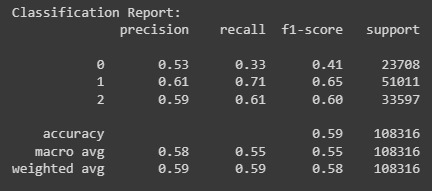 Classification Report:
precision recall f1-score support
0 0.53 0.33 0.41 23708
1 0.61 0.71 0.65 51011
2 0.59 0.61 0.60 33597
accuracy 0.59 108316
macro avg 0.58 0.55 0.55 108316
weighted avg 0.59 0.59 0.58 108316